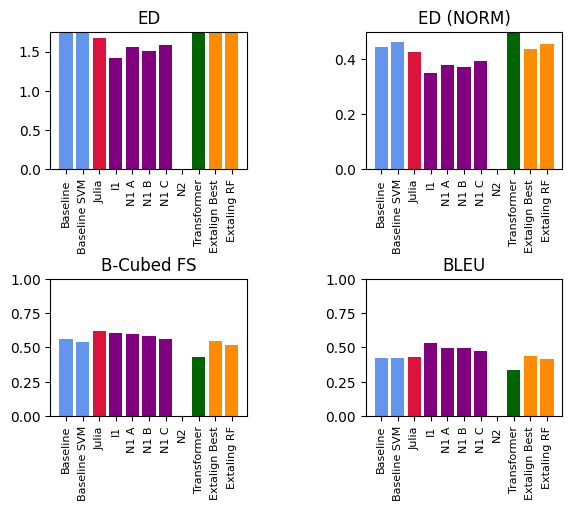 ED
1.5
1.0
0.5
0.0
Baseline
Baseline SVM
Julia
I1
N1 A
N1 B
N1 C
N2
Transformer
Extalign Best
Extaling RF
ED (NORM)
0.4
0.2
0.0
Baseline
Baseline SVM
Julia
I1
N1 A
N1 B
N1 C
N2
Transformer
Extalign Best
Extaling RF
B-Cubed FS
1.00
0.75
0.50
0.25
0.00
Baseline
Baseline SVM
Julia
I1
N1 A
N1 B
N1 C
N2
Transformer
Extalign Best
Extaling RF
BLEU
1.00
0.75
0.50
0.25
0.00
Baseline
Baseline SVM
Julia
I1
N1 A
N1 B
N1 C
N2
Transformer
Extalign Best
Extaling RF